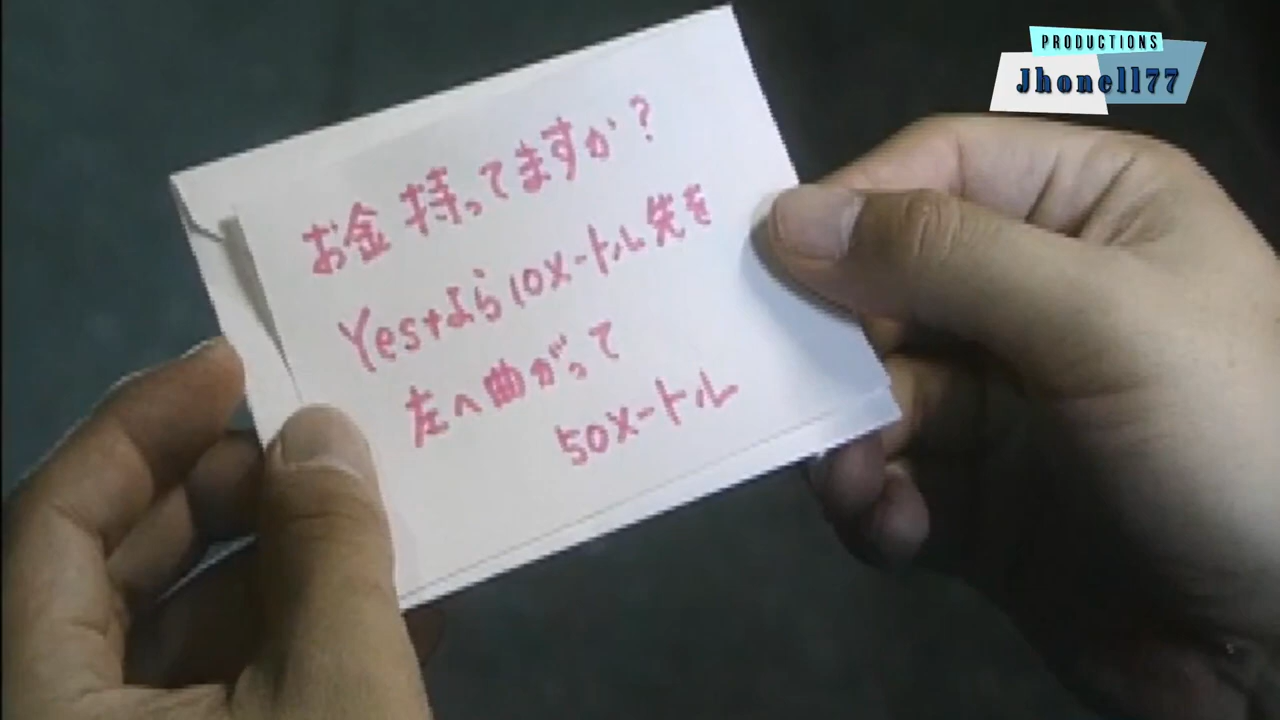 PRODUCTIONS
Jhonell77
お金持ってますか?
Yesなら10メートル先を
左へ曲がって
50メートル